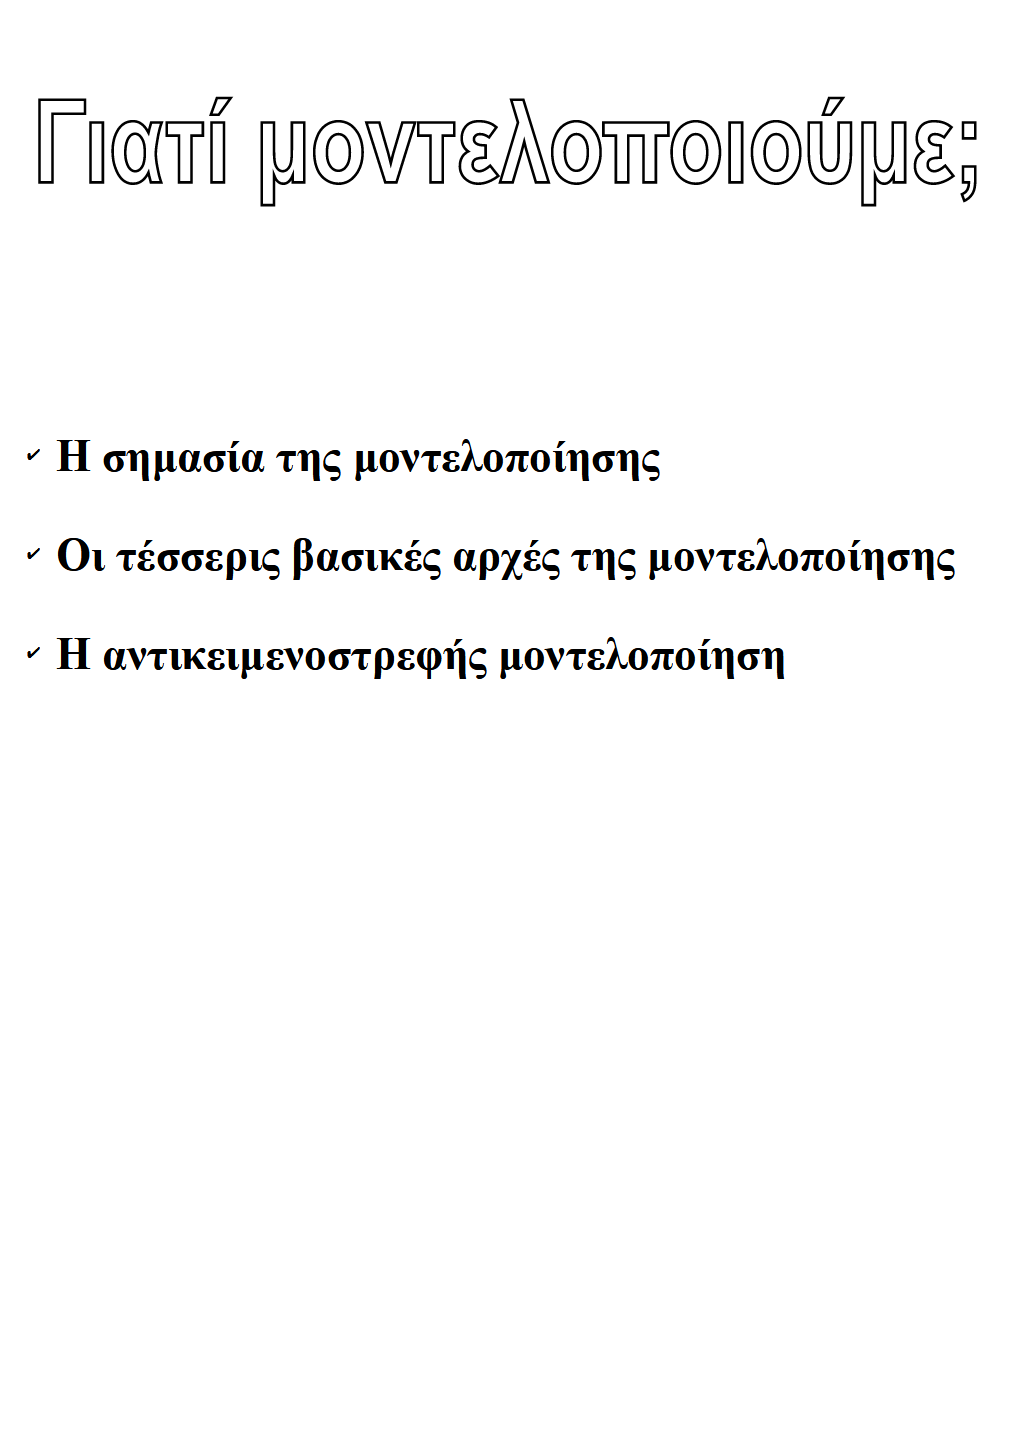 Γιατί μοντελοποιούμε;
✓ Η σημασία της μοντελοποίησης
✓ Οι τέσσερις βασικές αρχές της μοντελοποίησης
✓ Η αντικειμενοστρεφής μοντελοποίηση